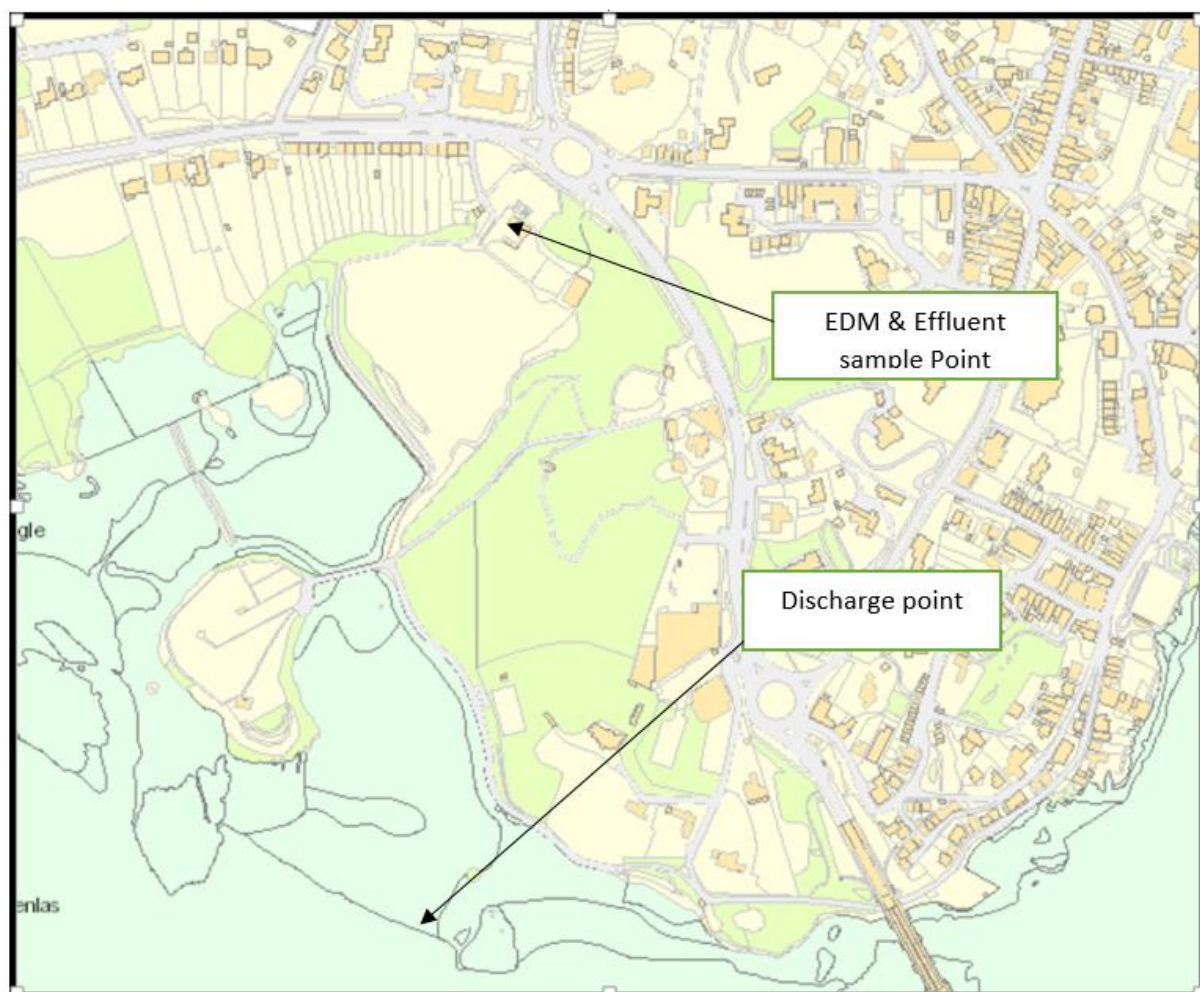 EDM & Effluent
sample Point
gle
Discharge point
enlas